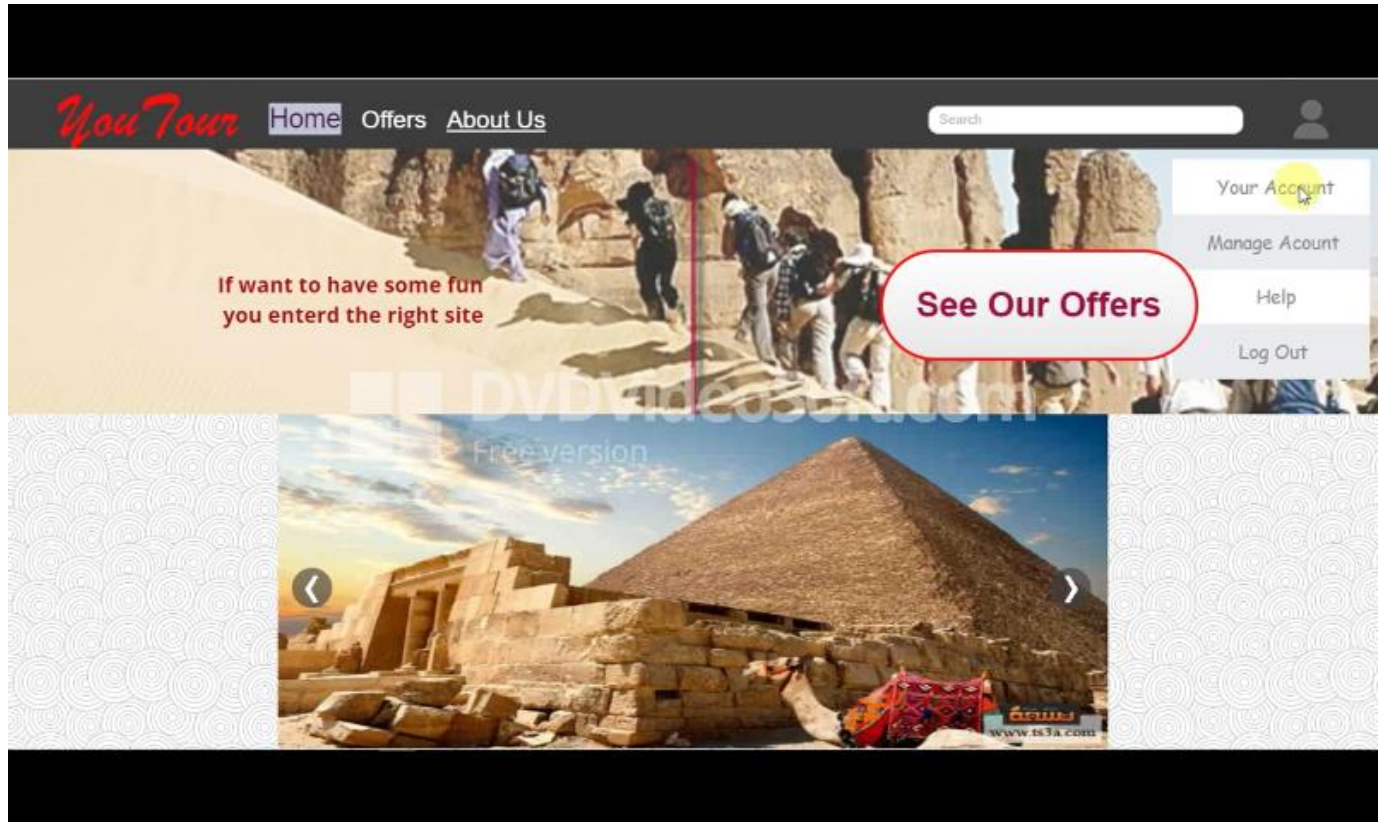 YouTour
Home Offers About Us
Search
Your Account
Manage Acount
Help
Log Out
If want to have some fun
you enterd the right site
See Our Offers
DVDVideoSoft.com
Free version
تسعة
www.ts3a.com